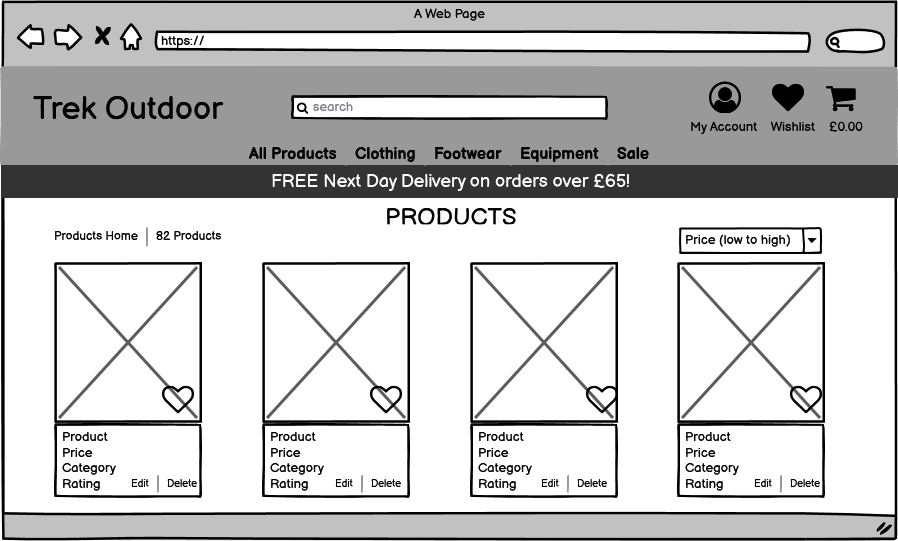 A Web Page
https://
Trek Outdoor
search
My Account Wishlist £0.00
All Products Clothing Footwear Equipment Sale
FREE Next Day Delivery on orders over £65!
PRODUCTS
Products Home 82 Products
Price (low to high)
Product
Price
Category
Rating Edit Delete
Product
Price
Category
Rating Edit Delete
Product
Price
Category
Rating Edit Delete
Product
Price
Category
Rating Edit Delete